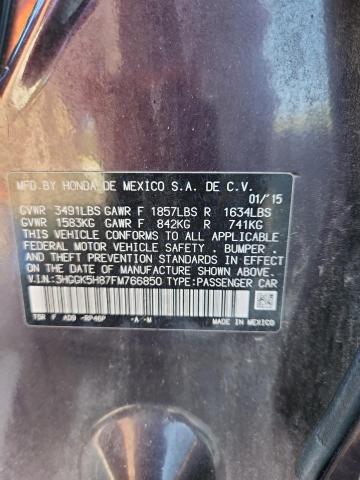 MFD.BY HONDA DE MEXICO S.A. DE C.V.
01/'15
GVWR 3491LBS GAWR F 1857LBS R 1634LBS
GVWR 1583KG GAWR F 842KG R 741KG
THIS VEHICLE CONFORMS TO ALL APPLICABLE
FEDERAL MOTOR VEHICLE SAFETY , BUMPER, AND
THEFT PREVENTION STANDARDS IN EFFECT ON
THE DATE OF MANUFACTURE SHOWN ABOVE.
V.I.N.:3HGGK5H87FM766850 TYPE:PASSENGER CAR
F AD9 -RP46P -A -M
MADE IN MEXICO